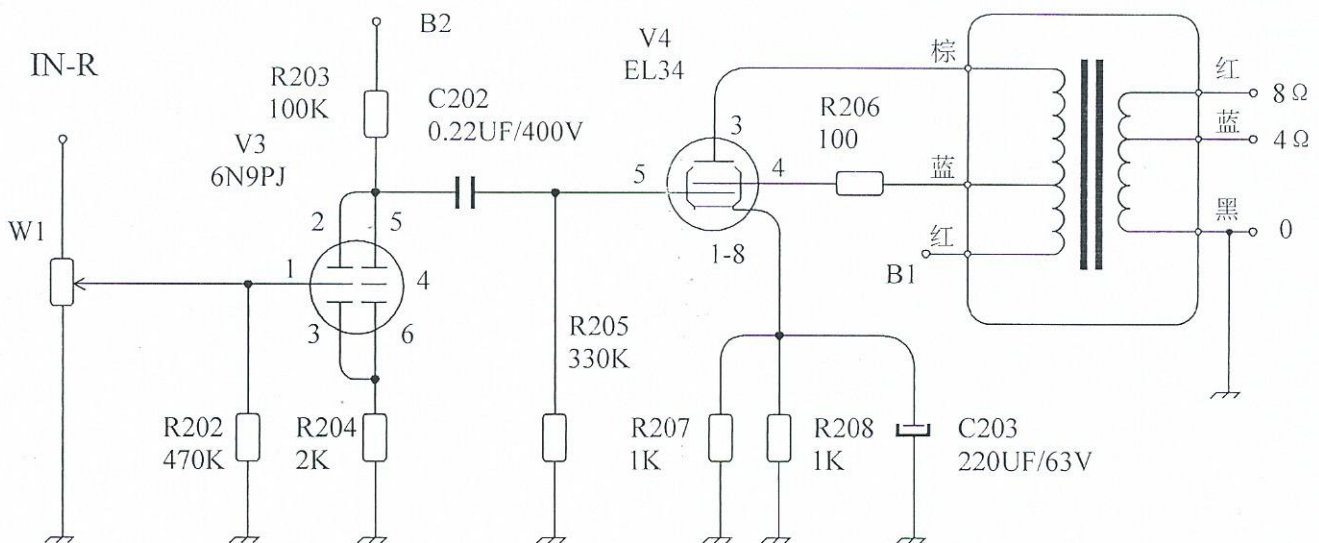 IN-R
B2
R203
100K
C202
0.22UF/400V
V3
6N9PJ
V4
EL34
棕
红
8Ω
蓝
4Ω
R206
100
3
5
4
蓝
黑
0
W1
2
5
1
4
3
6
1-8
红
B1
R205
330K
R202
470K
R204
2K
R207
1K
R208
1K
C203
220UF/63V